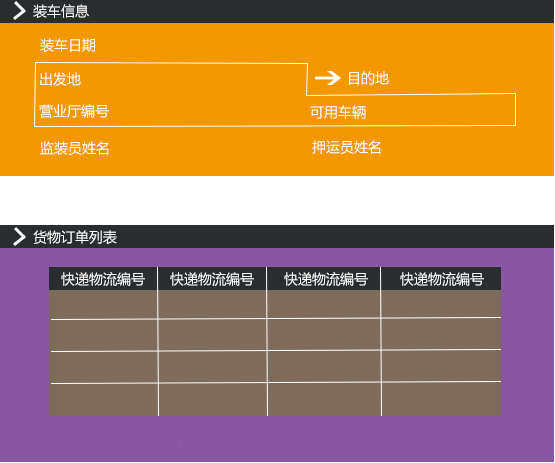 装车信息
装车日期
出发地 目的地
营业厅编号 可用车辆
监装员姓名 押运员姓名
货物订单列表
快递物流编号 快递物流编号 快递物流编号 快递物流编号